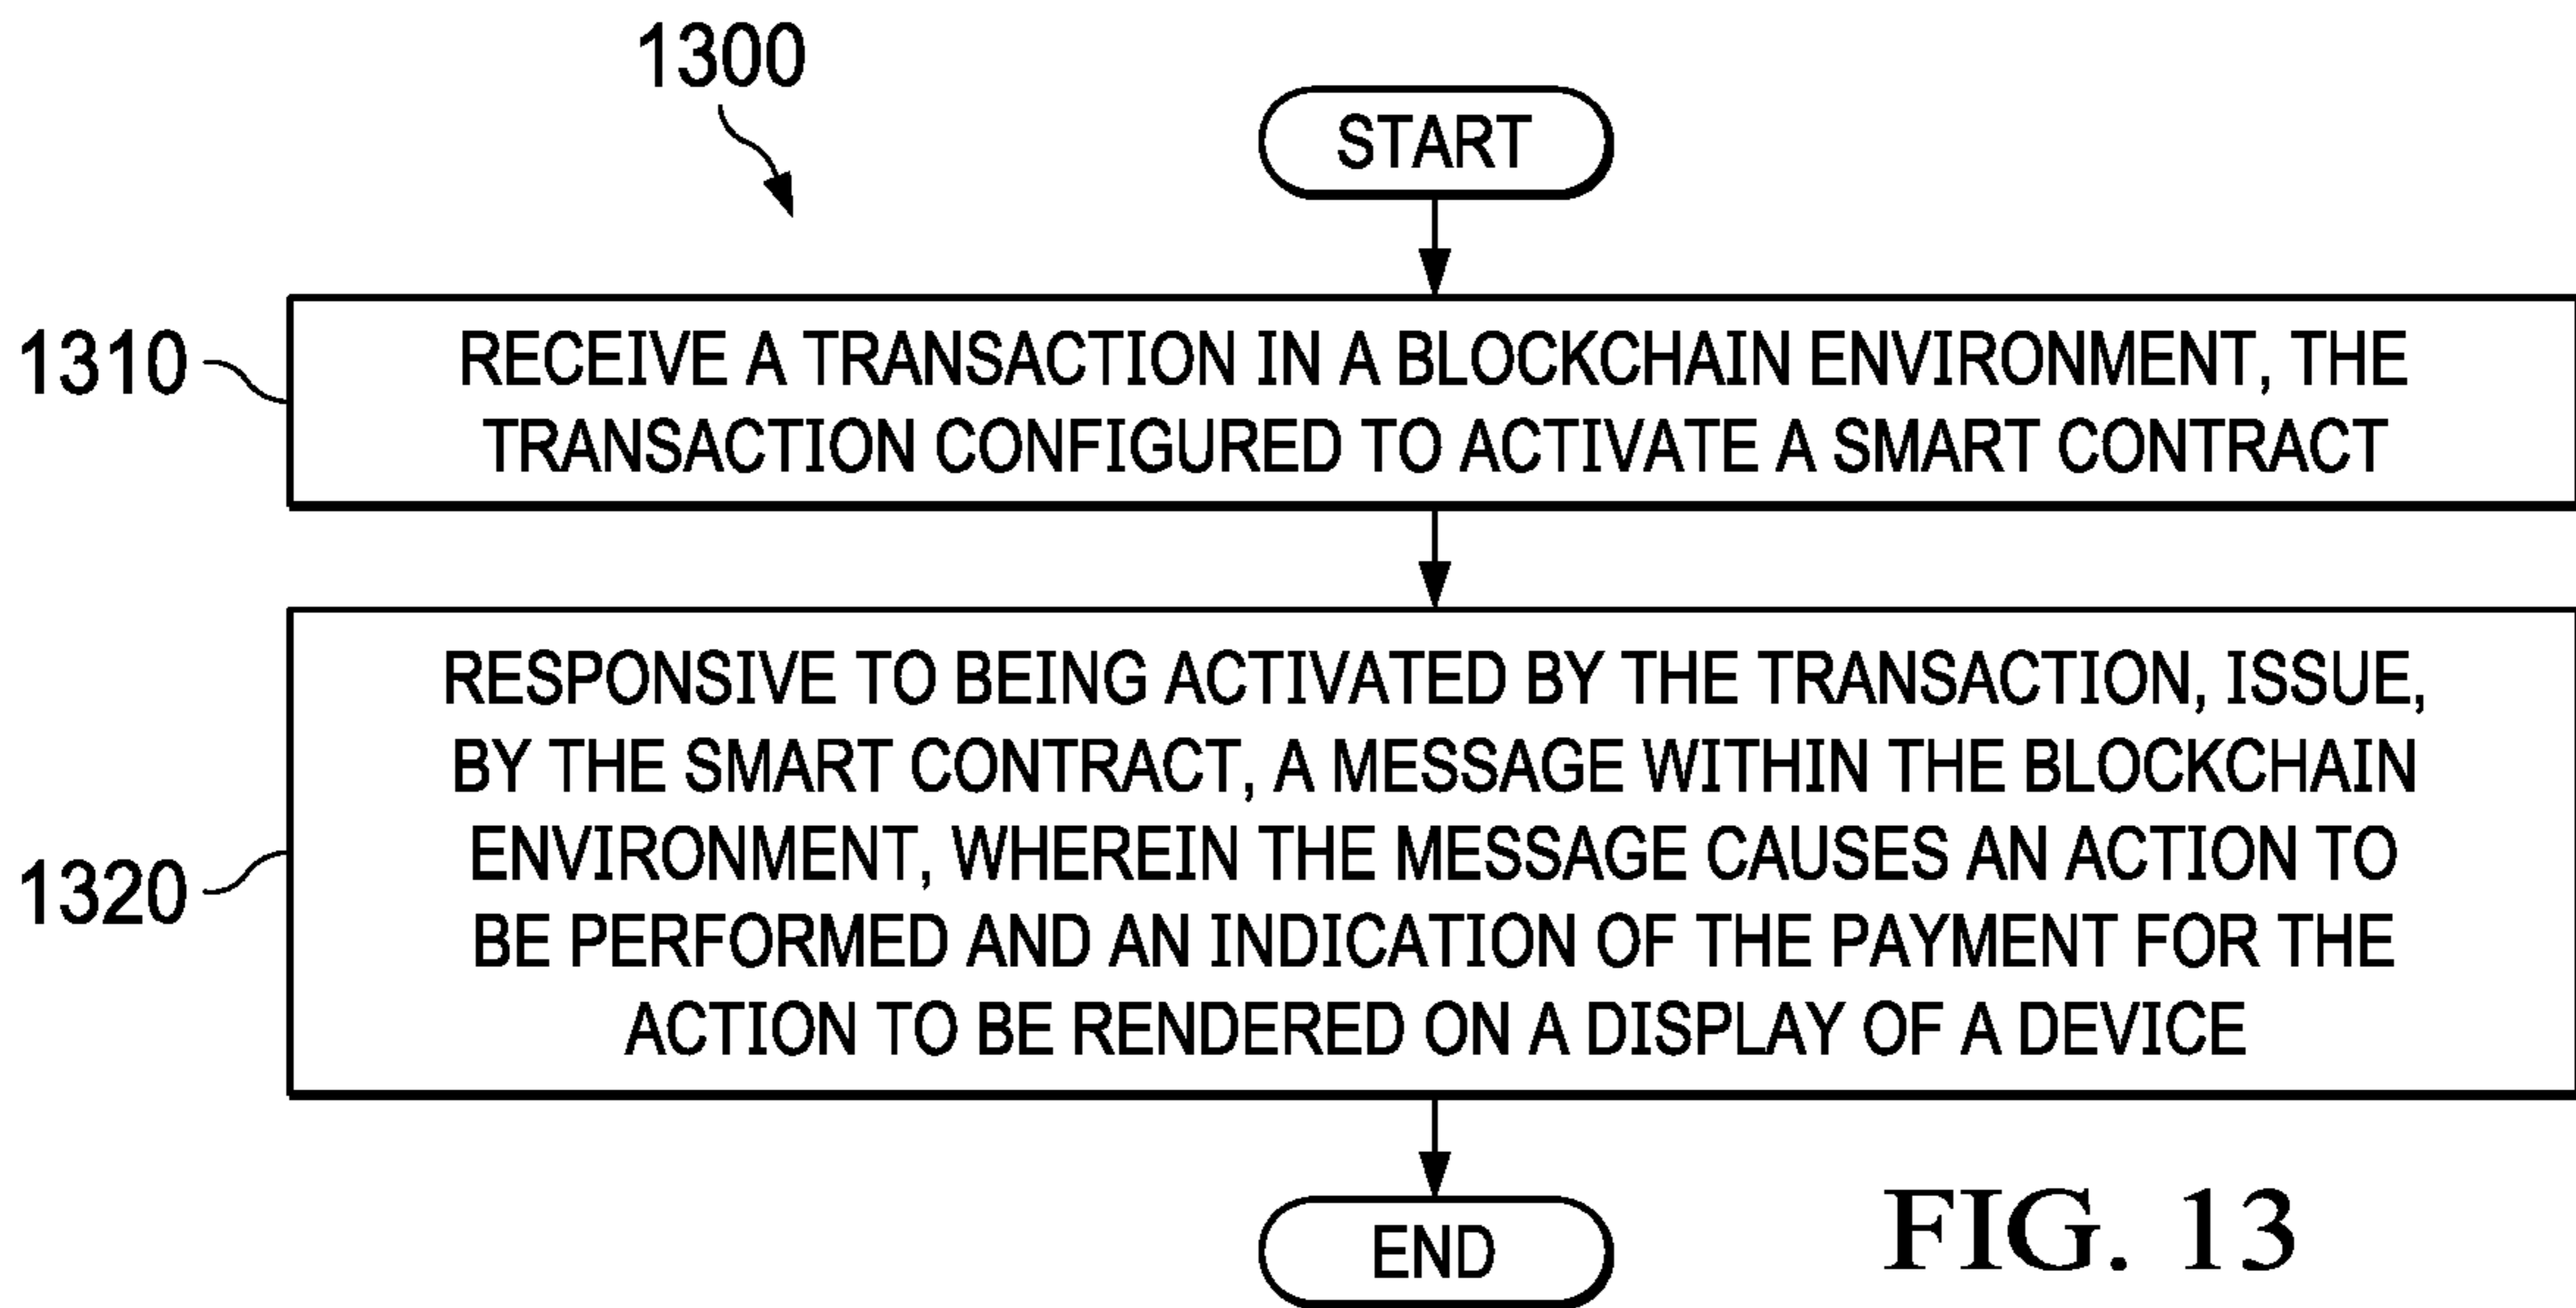 1300
START
1310
RECEIVE A TRANSACTION IN A BLOCKCHAIN ENVIRONMENT, THE
TRANSACTION CONFIGURED TO ACTIVATE A SMART CONTRACT
1320
RESPONSIVE TO BEING ACTIVATED BY THE TRANSACTION, ISSUE,
BY THE SMART CONTRACT, A MESSAGE WITHIN THE BLOCKCHAIN
ENVIRONMENT, WHEREIN THE MESSAGE CAUSES AN ACTION TO
BE PERFORMED AND AN INDICATION OF THE PAYMENT FOR THE
ACTION TO BE RENDERED ON A DISPLAY OF A DEVICE
END
FIG. 13